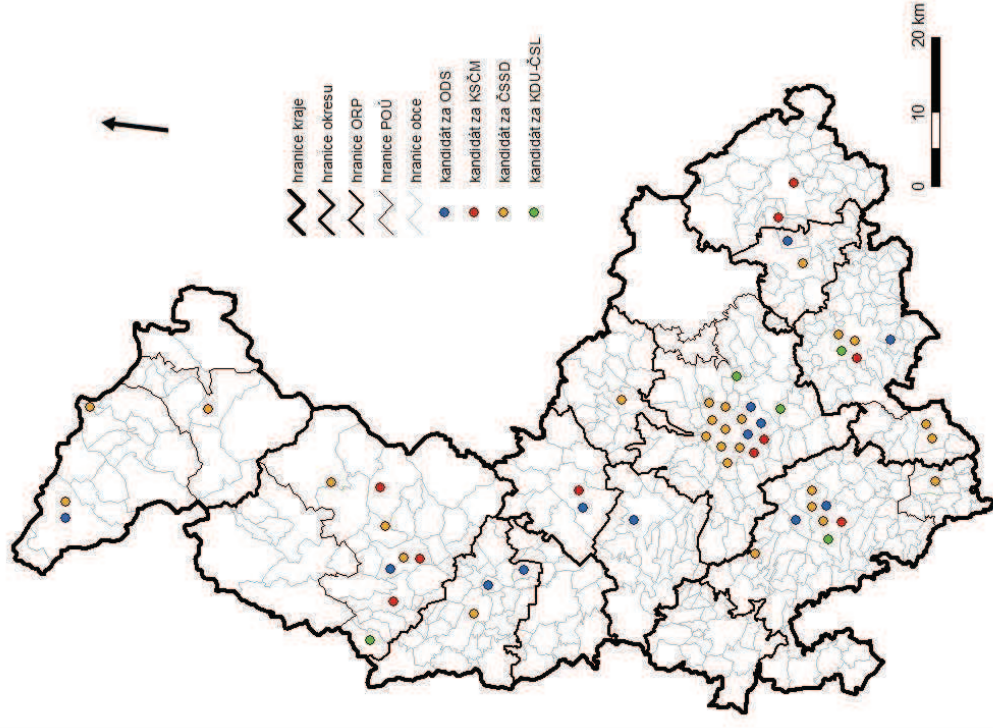 hranice kraje
hranice okresu
hranice ORP
hranice POÚ
hranice obce
kandidát za ODS
kandidát za KSČM
kandidát za ČSSD
kandidát za KDU-ČSL
0 10 20 km